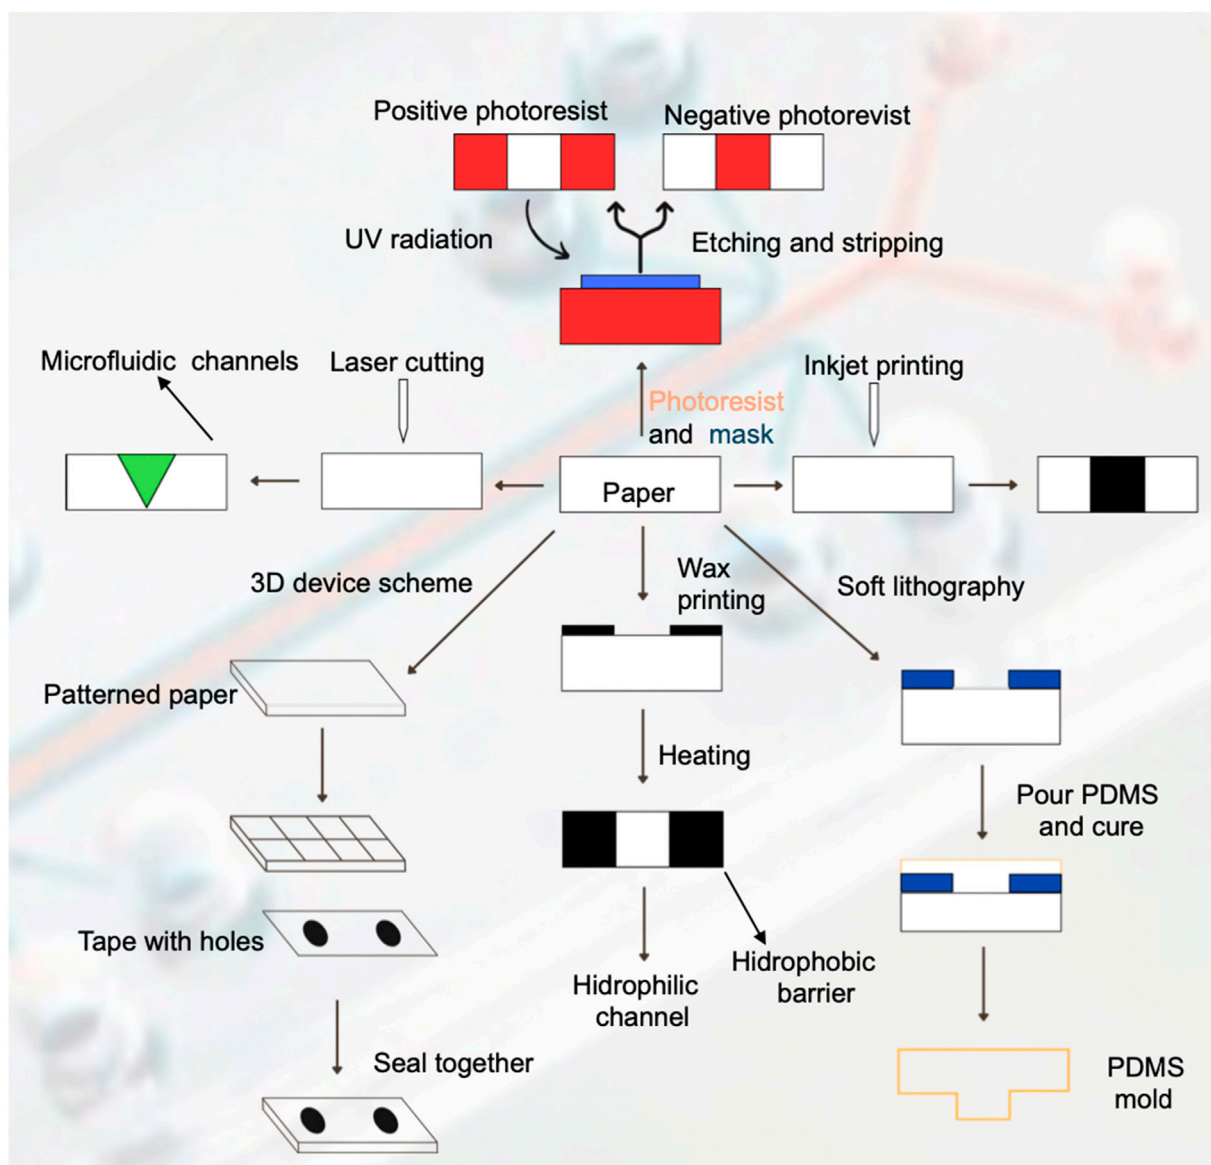 Positive photoresist
Negative photorevist
UV radiation
Etching and stripping
Microfluidic channels
Laser cutting
Inkjet printing
Photoresist
and mask
Paper
3D device scheme
Wax
printing
Soft lithography
Patterned paper
Heating
Pour PDMS
and cure
Tape with holes
Hidrophobic
barrier
Hidrophilic
channel
Seal together
PDMS
mold